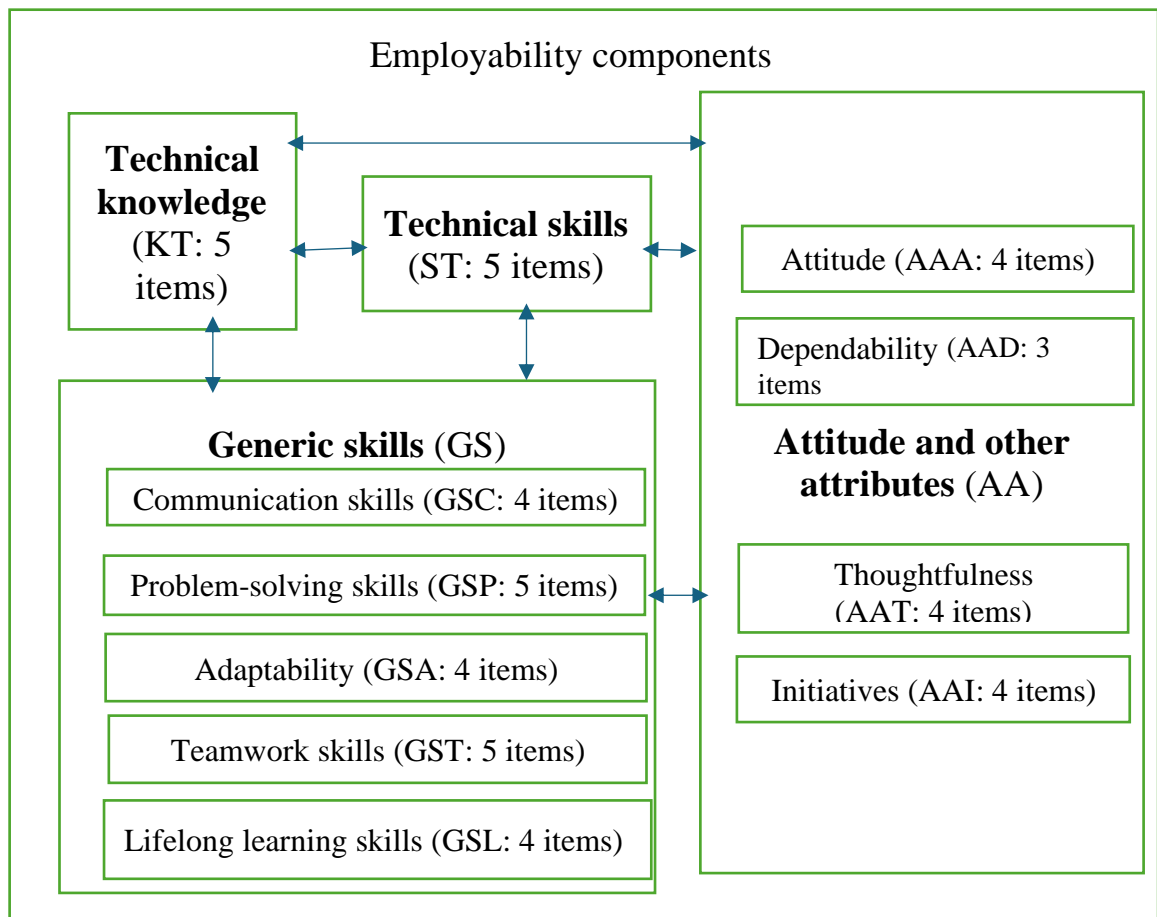 Employability components
Technical
knowledge
(KT: 5
items)
Technical skills
(ST: 5 items)
Generic skills (GS)
Communication skills (GSC: 4 items)
Problem-solving skills (GSP: 5 items)
Adaptability (GSA: 4 items)
Teamwork skills (GST: 5 items)
Lifelong learning skills (GSL: 4 items)
Attitude (AAA: 4 items)
Dependability (AAD: 3
items
Attitude and other
attributes (AA)
Thoughtfulness
(AAT: 4 items)
Initiatives (AAI: 4 items)